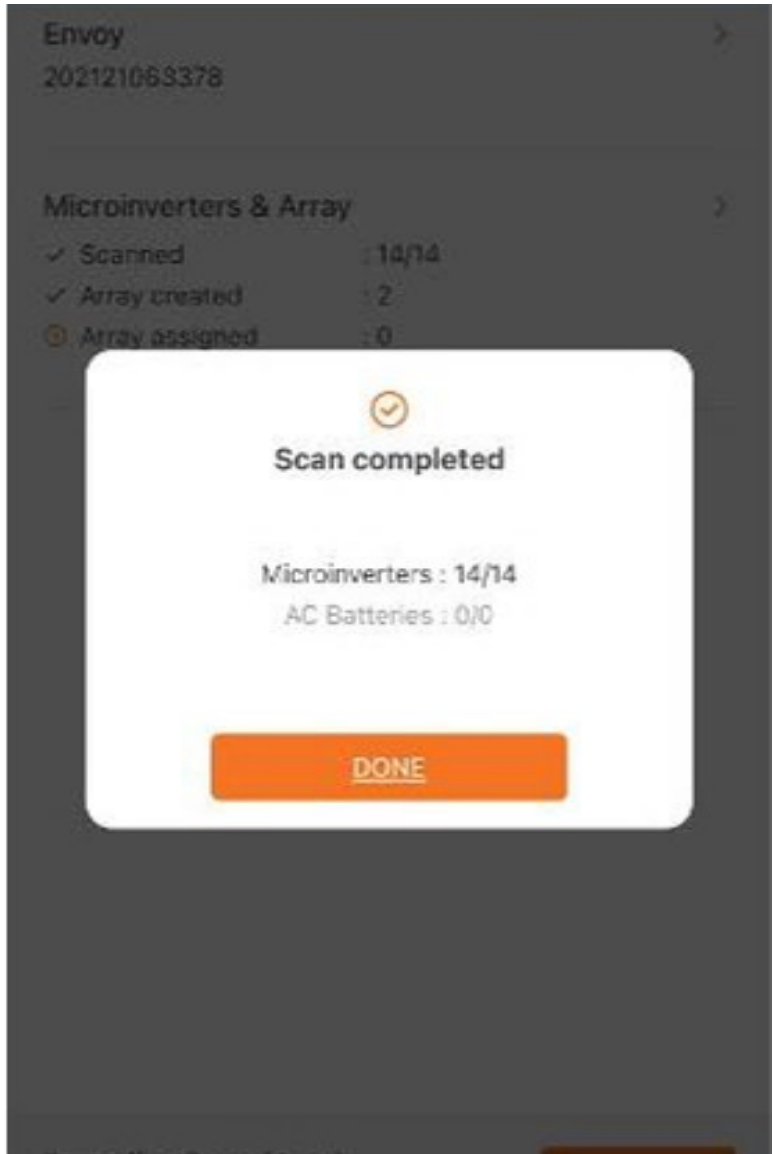 Envoy
202121063378
Microinverters & Array
Scanned : 14/14
Array created : 2
Array assigned : 0
Scan completed
Microinverters : 14/14
AC Batteries : 0/0
DONE